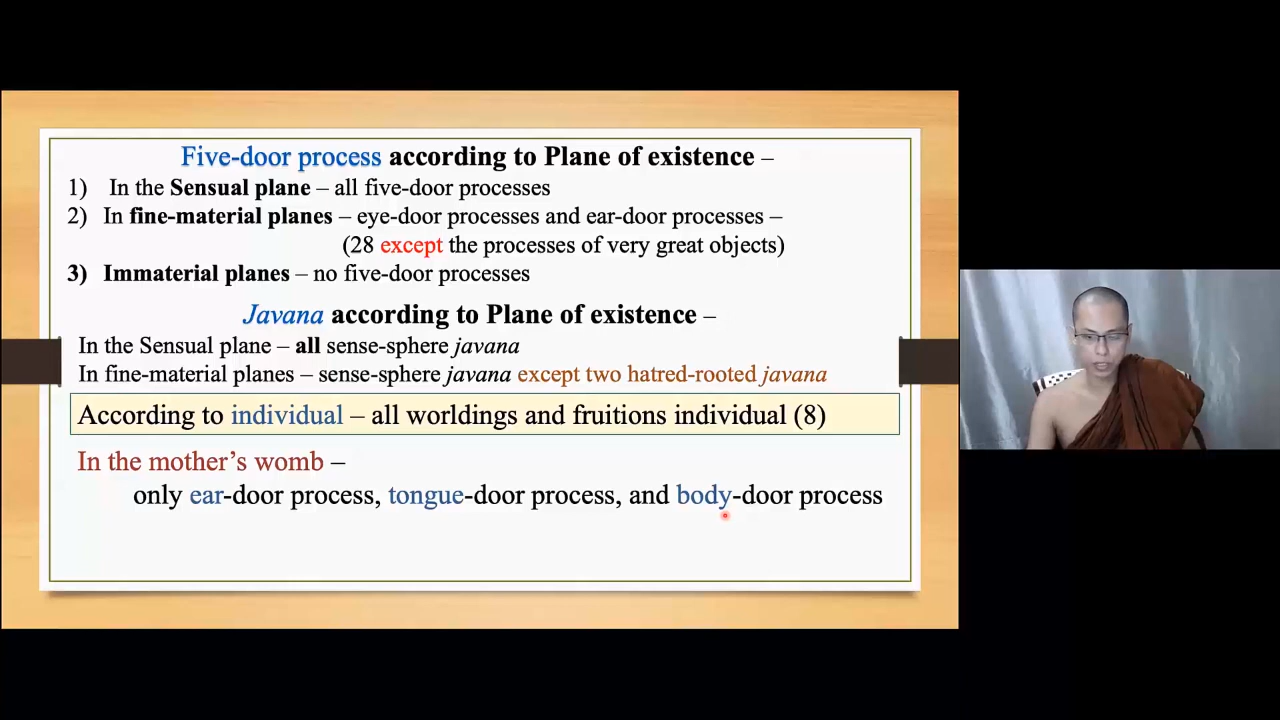 Five-door process according to Plane of existence –
1) In the Sensual plane – all five-door processes
2) In fine-material planes – eye-door processes and ear-door processes –
(28 except the processes of very great objects)
3) Immaterial planes – no five-door processes
Javana according to Plane of existence –
In the Sensual plane – all sense-sphere javana
In fine-material planes – sense-sphere javana except two hatred-rooted javana
According to individual – all worldings and fruitions individual (8)
In the mother's womb –
only ear-door process, tongue-door process, and body-door process